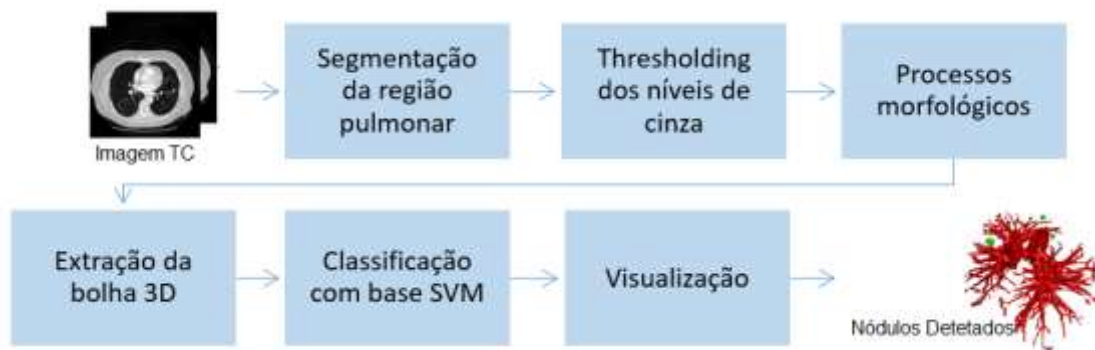 Imagem TC
Segmentação
da região
pulmonar
Thresholding
dos níveis de
cinza
Processos
morfológicos
Extração da
bolha 3D
Classificação
com base SVM
Visualização
Nódulos Detetados